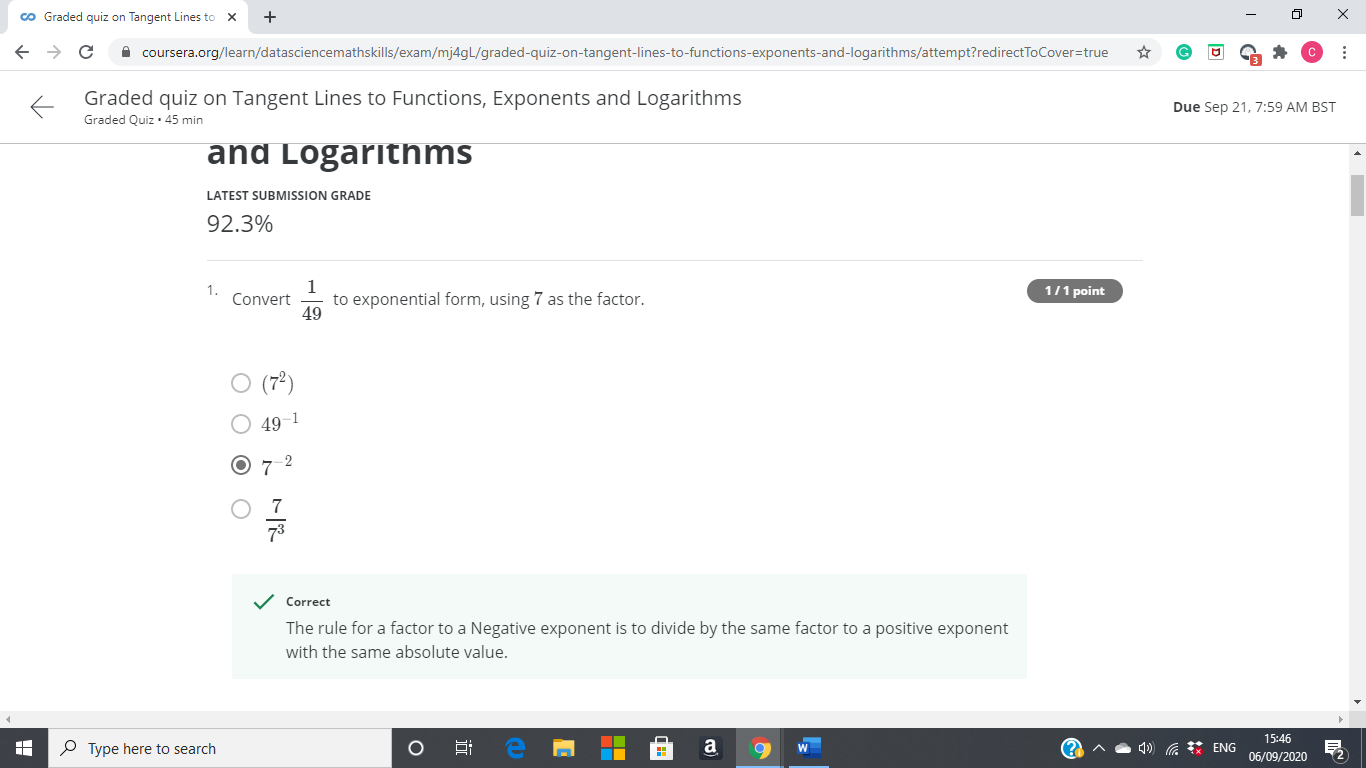 Graded quiz on Tangent Lines to
coursera.org/learn/datasciencemathskills/exam/mj4gL/graded-quiz-on-tangent-lines-to-functions-exponents-and-logarithms/attempt?redirectToCover=true
G
3
C
Graded quiz on Tangent Lines to Functions, Exponents and Logarithms
Graded Quiz • 45 min
Due Sep 21, 7:59 AM BST
and Logarithms
LATEST SUBMISSION GRADE
92.3%
1. Convert 1/49 to exponential form, using 7 as the factor.
1 / 1 point
(7²)
49⁻¹
7⁻²
7/7³
Correct
The rule for a factor to a Negative exponent is to divide by the same factor to a positive exponent
with the same absolute value.
Type here to search
ENG
15:46
06/09/2020
2